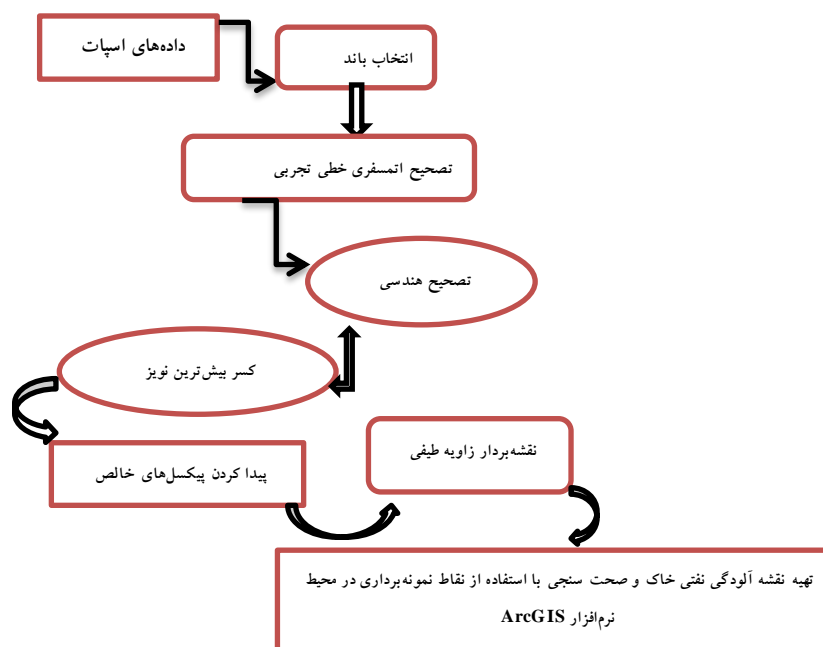 داده‌های اسپات
انتخاب باند
تصحیح اتمسفری خطی تجربی
تصحیح هندسی
کسر بیش‌ترین نویز
پیدا کردن پیکسل‌های خالص
نقشه‌بردار زاویه طیفی
تهیه نقشه آلودگی نفتی خاک و صحت سنجی با استفاده از نقاط نمونه‌برداری در محیط
نرم‌افزار ArcGIS